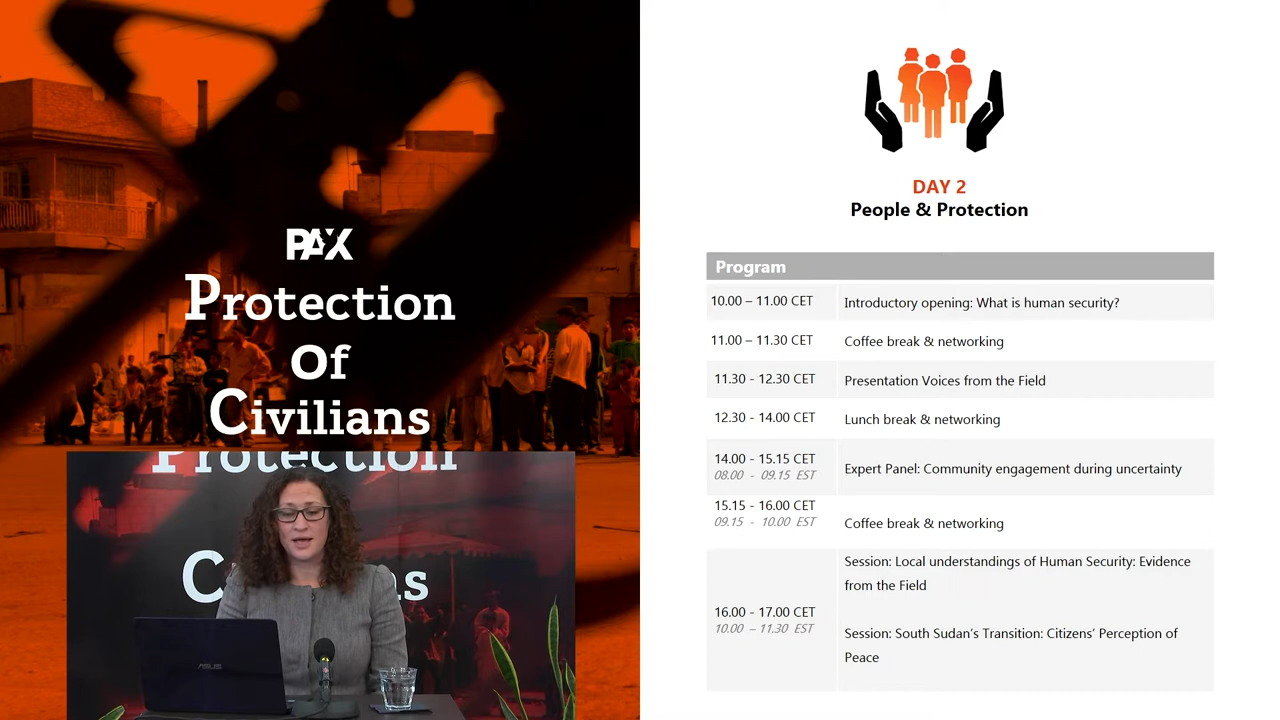 PAX
Protection
Of
Civilians
Protection
C
ns
ASUS
DAY 2
People & Protection
Program
10.00 – 11.00 CET
Introductory opening: What is human security?
11.00 – 11.30 CET
Coffee break & networking
11.30 - 12.30 CET
Presentation Voices from the Field
12.30 - 14.00 CET
Lunch break & networking
14.00 - 15.15 CET
08.00 - 09.15 EST
Expert Panel: Community engagement during uncertainty
15.15 - 16.00 CET
09.15 - 10.00 EST
Coffee break & networking
16.00 - 17.00 CET
10.00 – 11.30 EST
Session: Local understandings of Human Security: Evidence
from the Field
Session: South Sudan's Transition: Citizens' Perception of
Peace